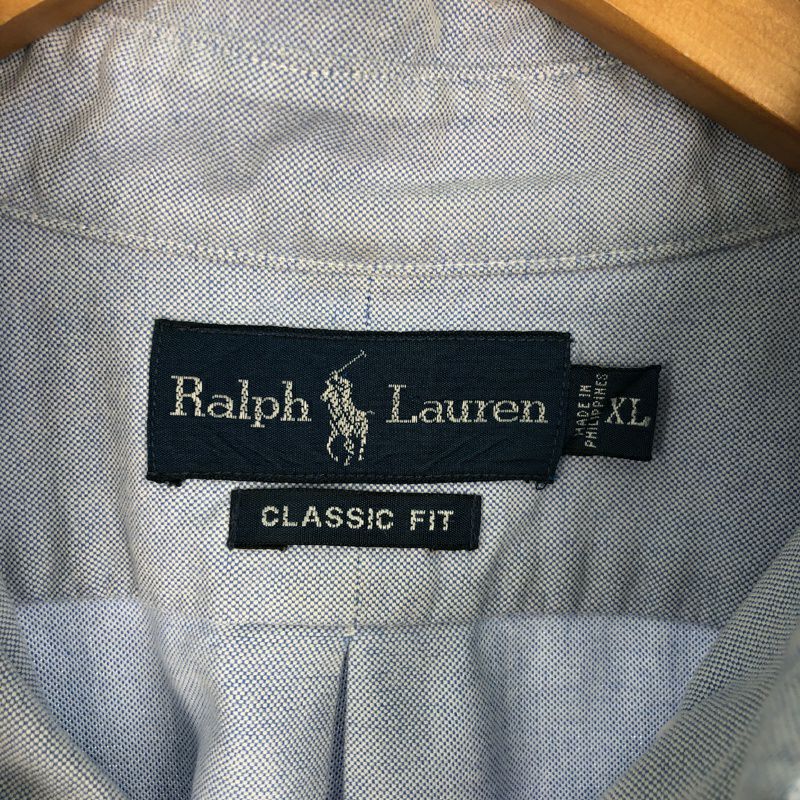 Ralph Lauren
MADE IN
PHILIPPINES
XL
CLASSIC FIT